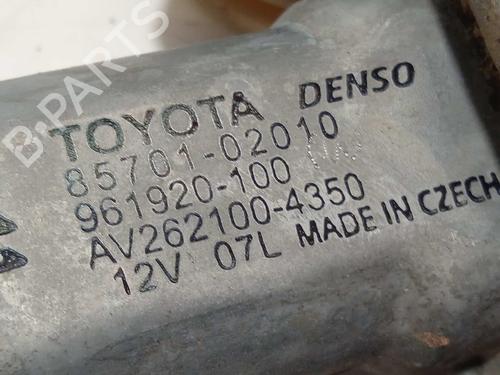 B-PARTS
TOYOTA DENSO
85701-02010
961920-100
AV262100-4350
12V 07L MADE IN CZECH